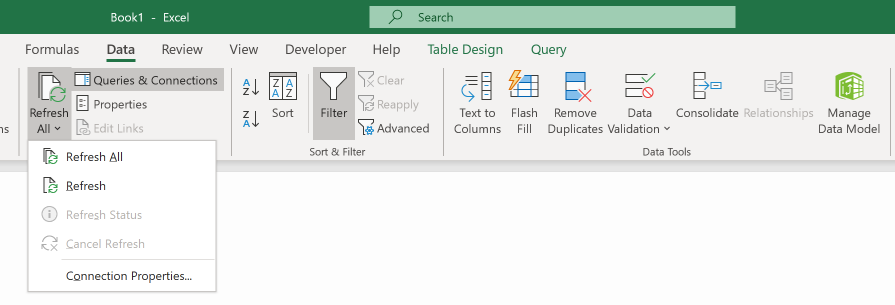 Book1 - Excel
Search
Formulas Data Review View Developer Help Table Design Query
Refresh All
Queries & Connections
Properties
Edit Links
A Z
Z A
Z A A Z
Sort
Filter
Clear
Reapply
Advanced
Sort & Filter
Text to
Columns
Flash
Fill
Remove
Duplicates
Data
Validation
Consolidate
Relationships
Manage
Data Model
Data Tools
ns
Refresh All
Refresh
Refresh Status
Cancel Refresh
Connection Properties...